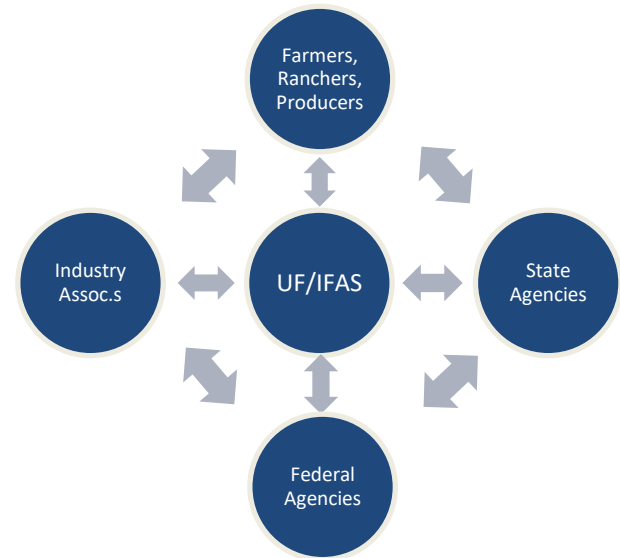 Farmers,
Ranchers,
Producers
Industry
Assoc.s
UF/IFAS
State
Agencies
Federal
Agencies